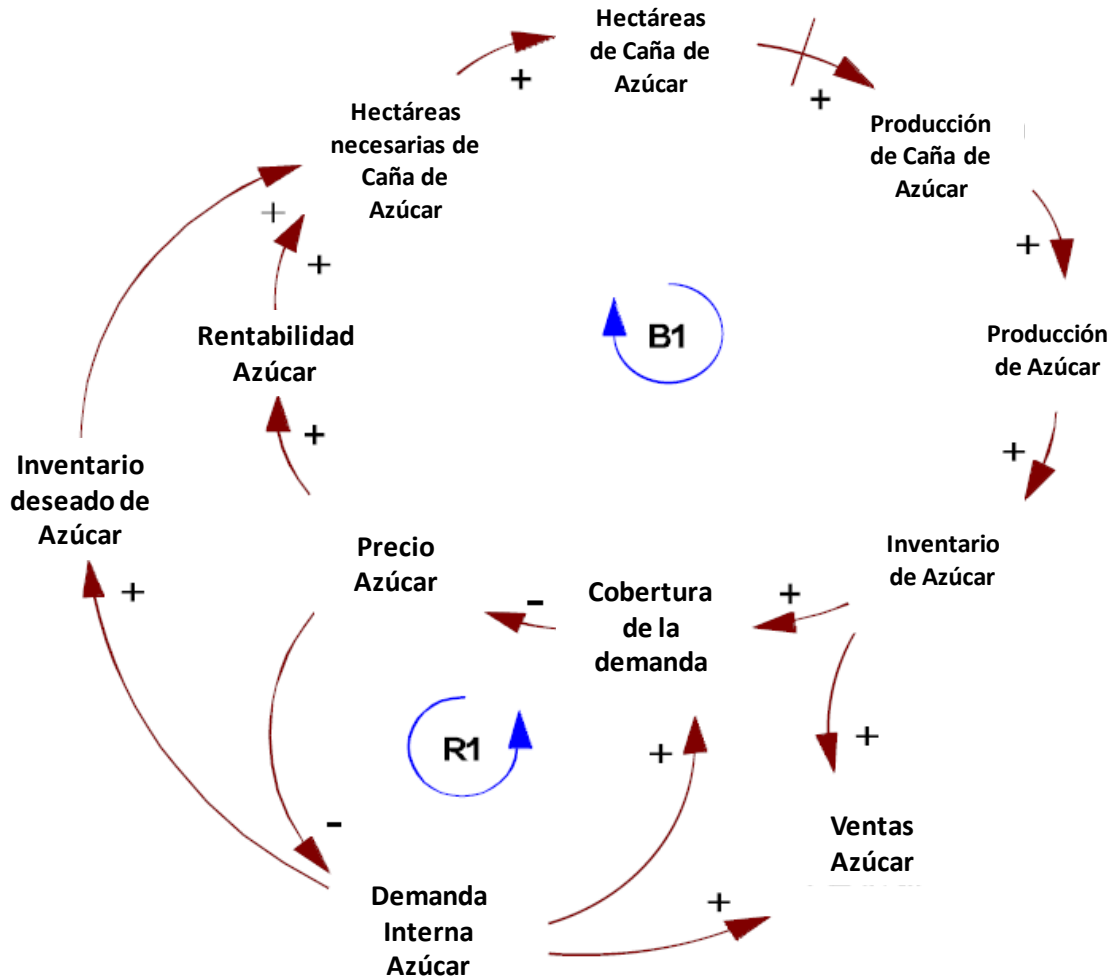 Hectáreas
de Caña de
Azúcar
+
+
Hectáreas
necesarias de
Caña de
Azúcar
Producción
de Caña de
Azúcar
+
+
+
Rentabilidad
Azúcar
B1
Producción
de Azúcar
+
+
Inventario
deseado de
Azúcar
Precio
Azúcar
Inventario
de Azúcar
+
-
Cobertura
de la
demanda
+
R1
+
+
-
Ventas
Azúcar
Demanda
Interna
Azúcar
+